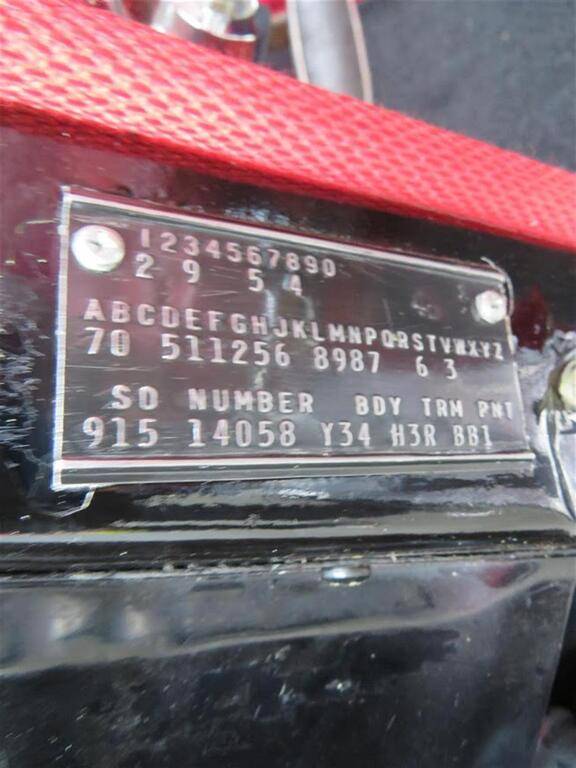 1234567890
2 9 5 4
ABCDEFGHJKLMNPQRSTVWXYZ
70 511256 8987 6 3
SO NUMBER BDY TRM PNT
915 14058 Y34 H3R BB1